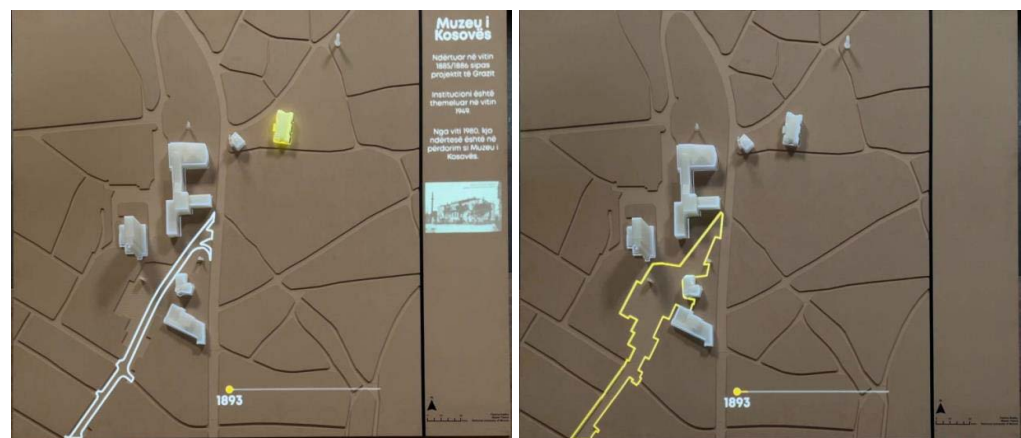 Muzeu i
Kosovës
Ndërtuar në vitin
1885/1886 sipas
projektit të Grazit
Institucioni është
themeluar në vitin
1949.
Nga viti 1980, kjo
ndërtesë është në
përdorim si Muzeu i
Kosovës.
1893
1893